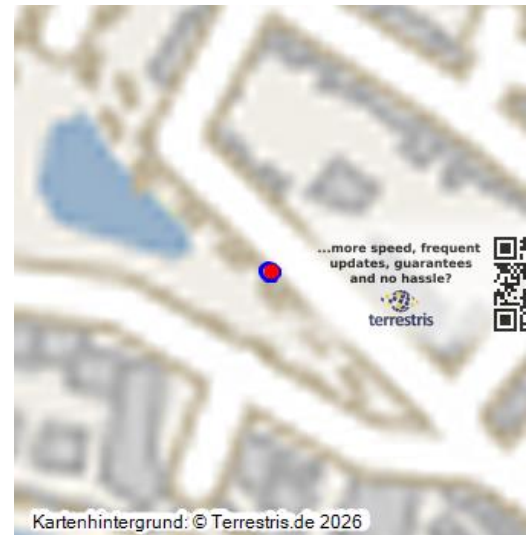 ...more speed, frequent
updates, guarantees
and no hassle?
terrestris
Kartenhintergrund: © Terrestris.de 2026